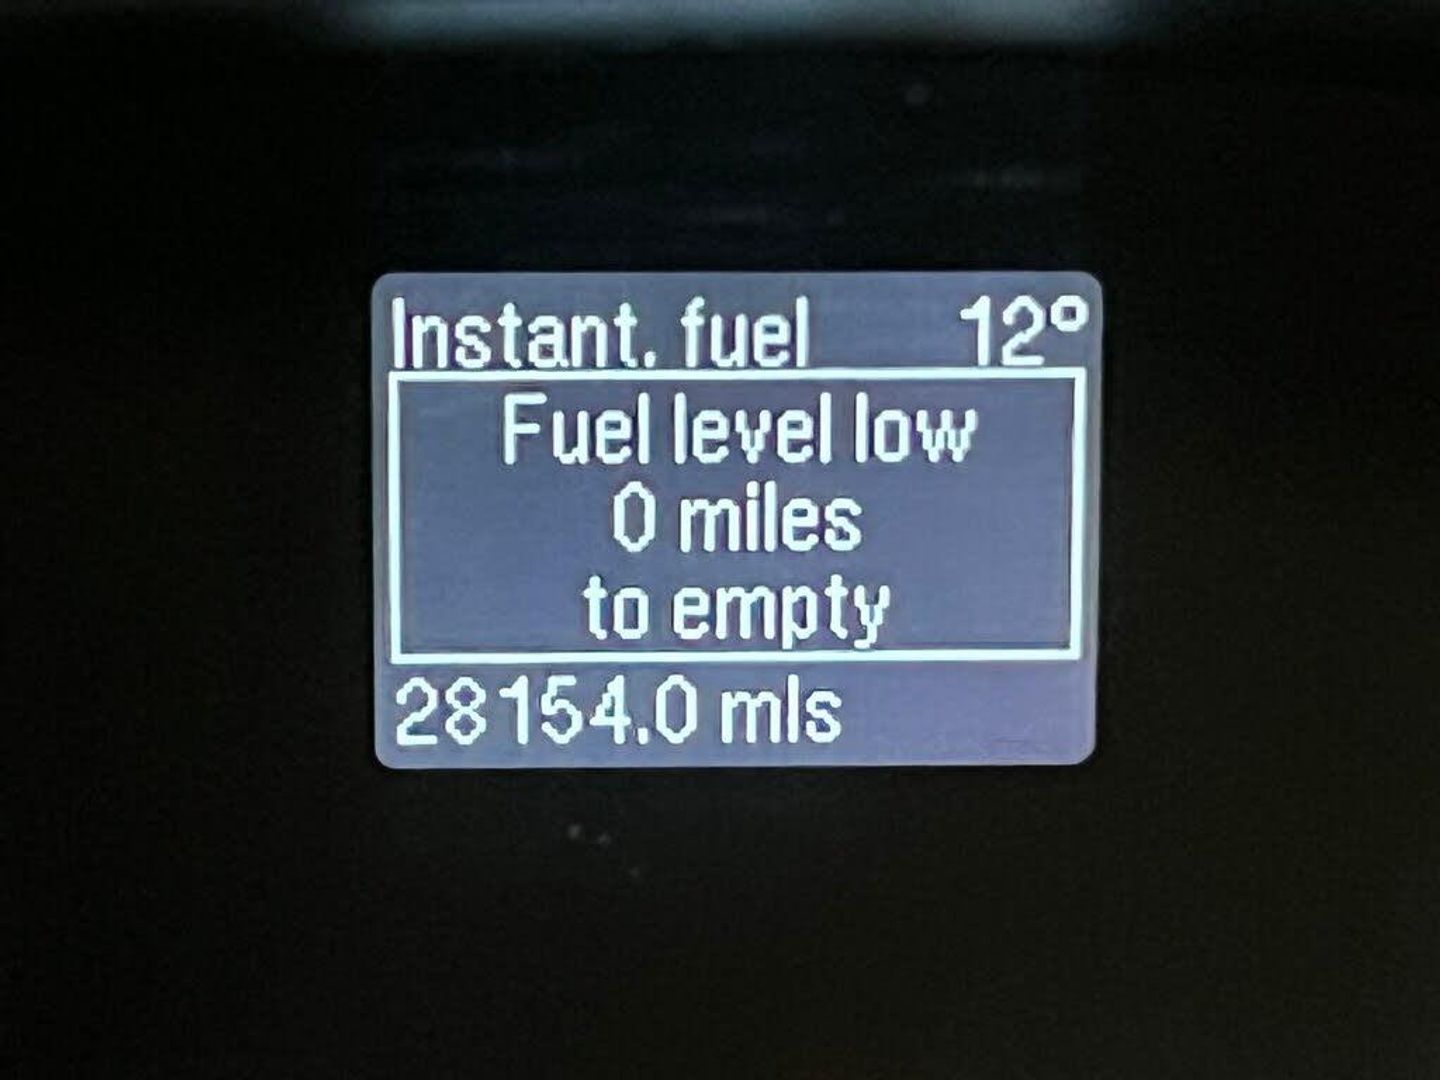 Instant. fuel 12°
Fuel level low
0 miles
to empty
28154.0 mls